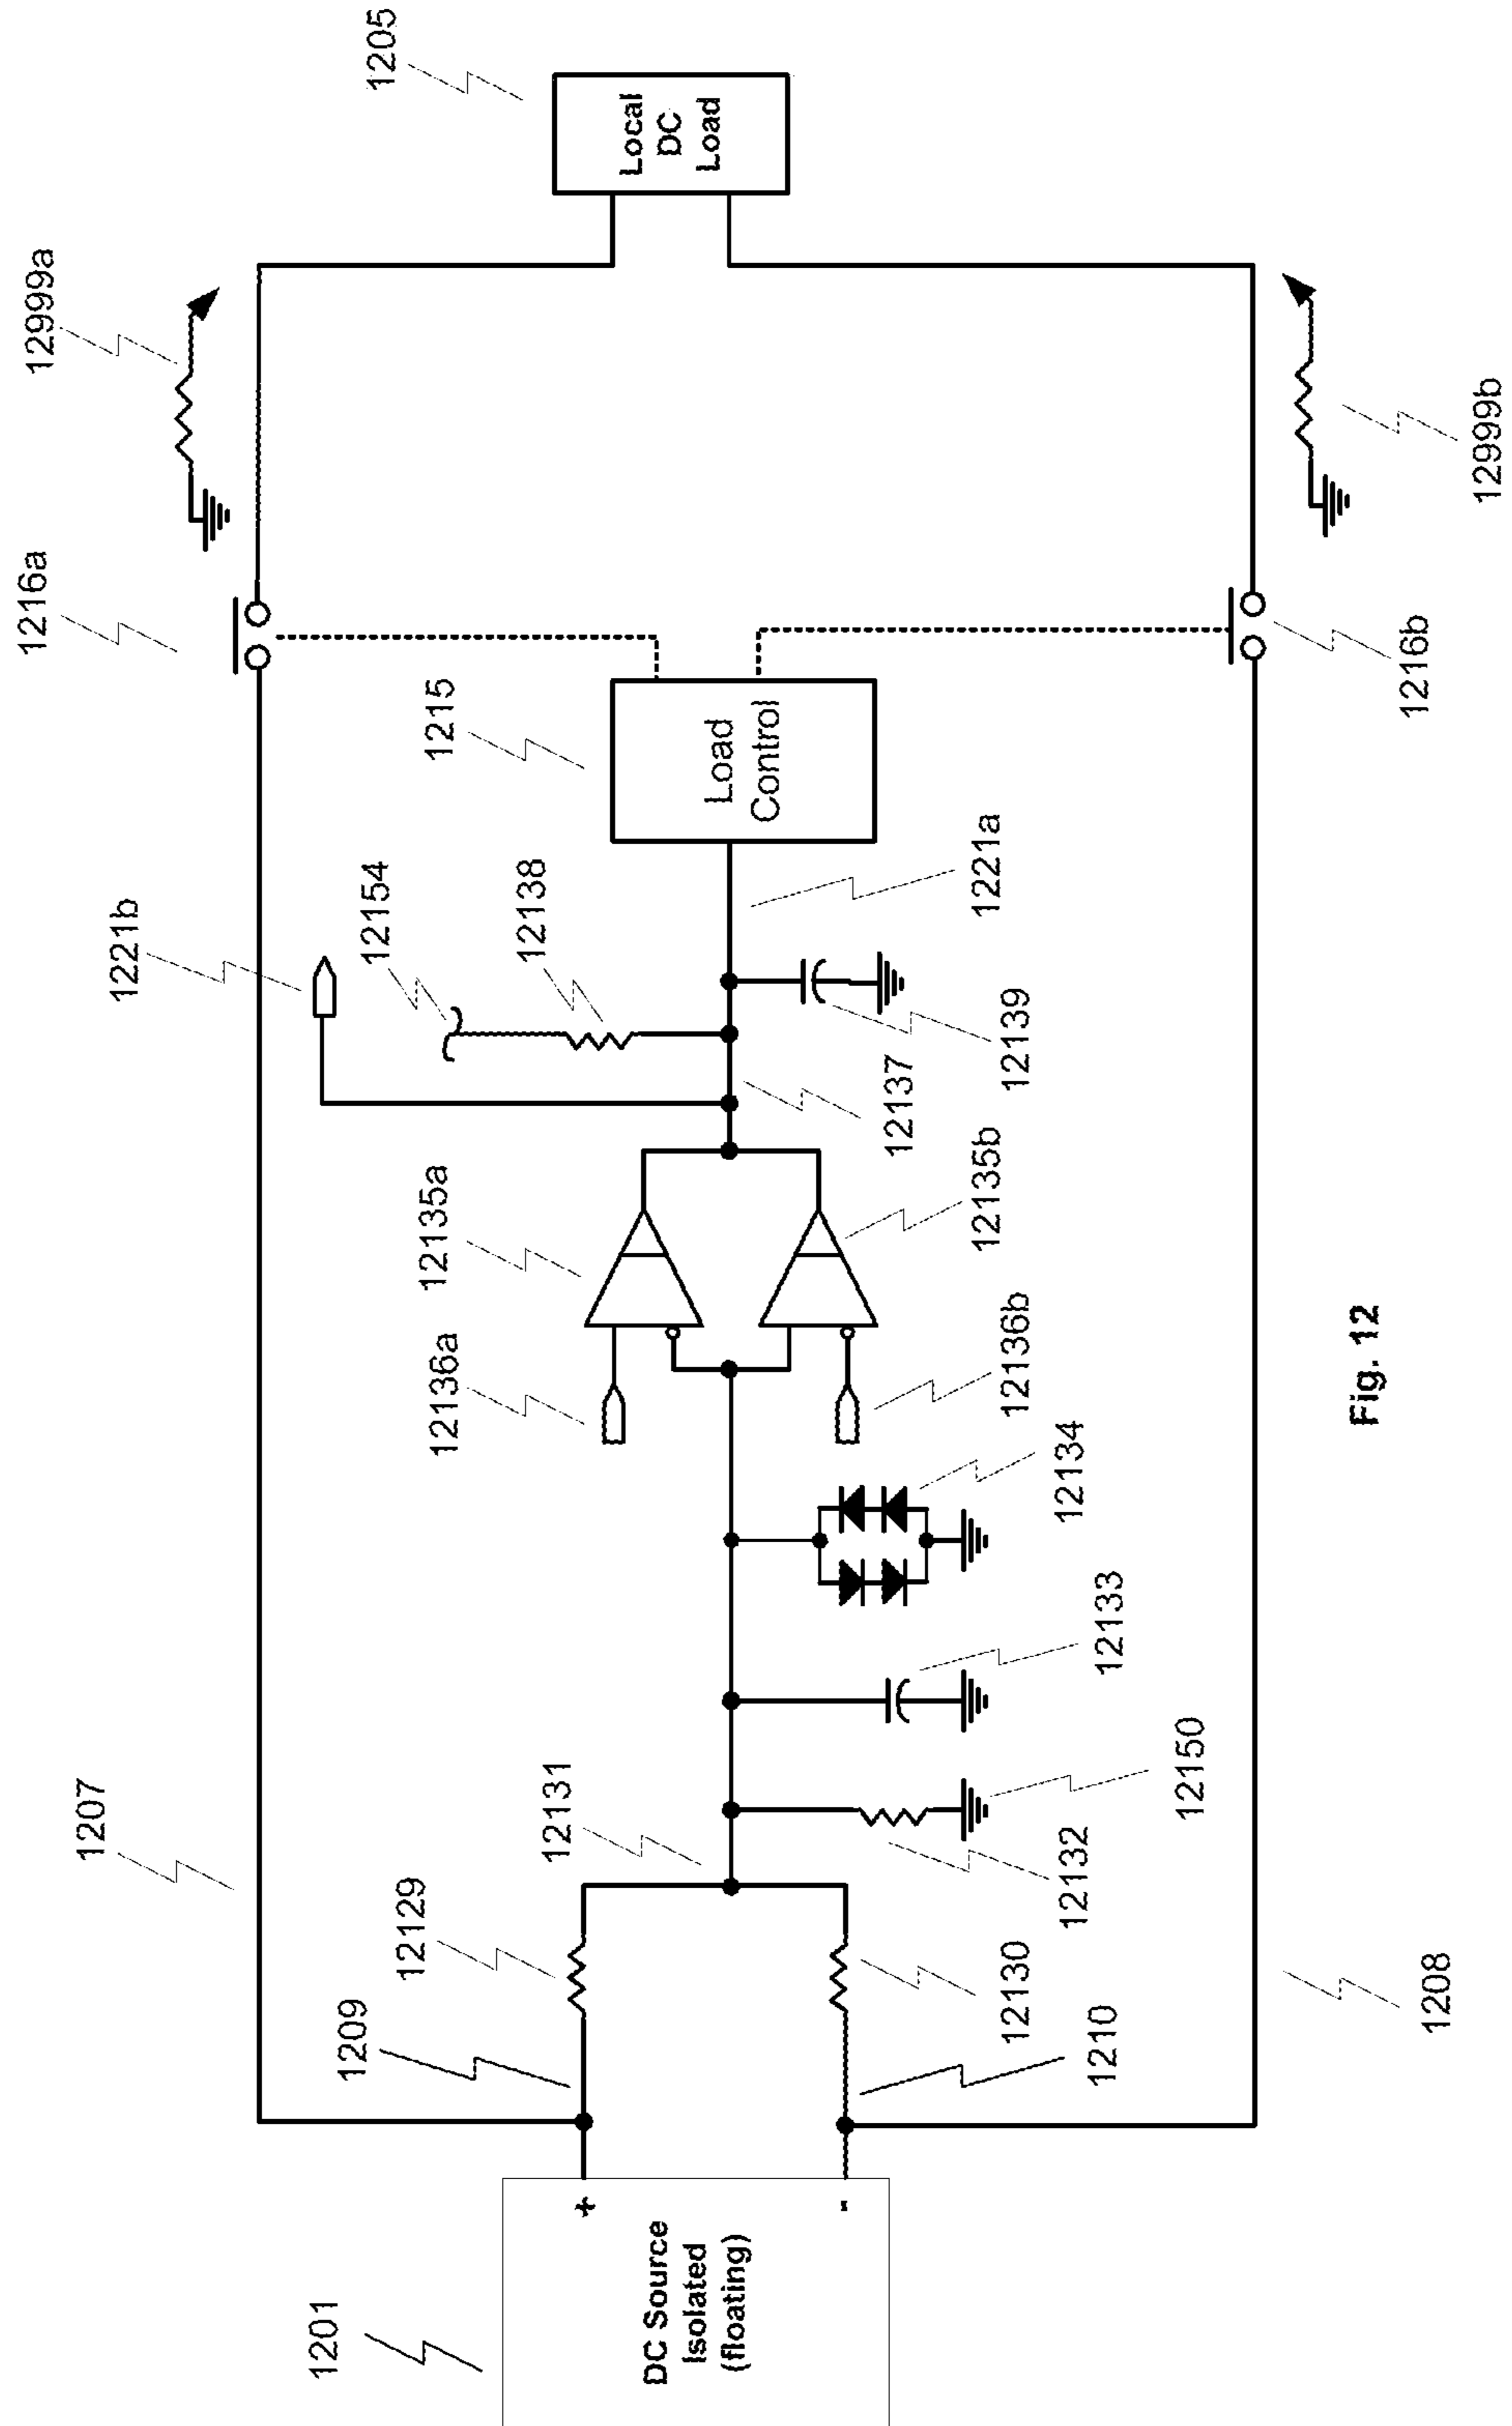 1201
DC Source
Isolated
(floating)
+
-
1207
1209
12129
12131
12130
1210
1208
12132
12150
12133
12134
12136a
12135a
12136b
12135b
1221b
12154
12138
12137
12139
1221a
1215
Load
Control
1216a
1216b
12999a
12999b
1205
Local
DC
Load
Fig. 12